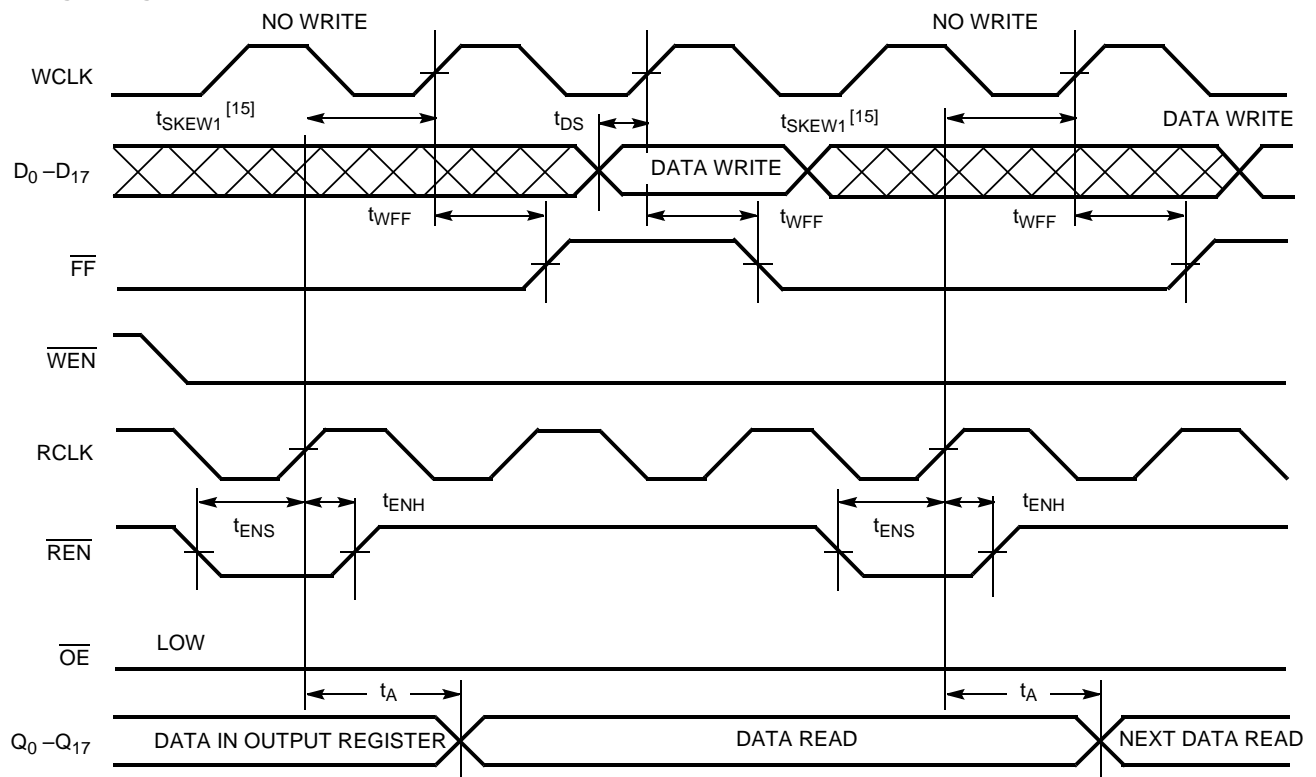 NO WRITE NO WRITE
WCLK
tSKEW1 [15] tDS tSKEW1 [15] DATA WRITE
D0 –D17 DATA WRITE
tWFF tWFF tWFF
FF
WEN
RCLK
tENS tENH tENS tENH
REN
LOW
OE
tA tA
Q0 –Q17 DATA IN OUTPUT REGISTER DATA READ NEXT DATA READ